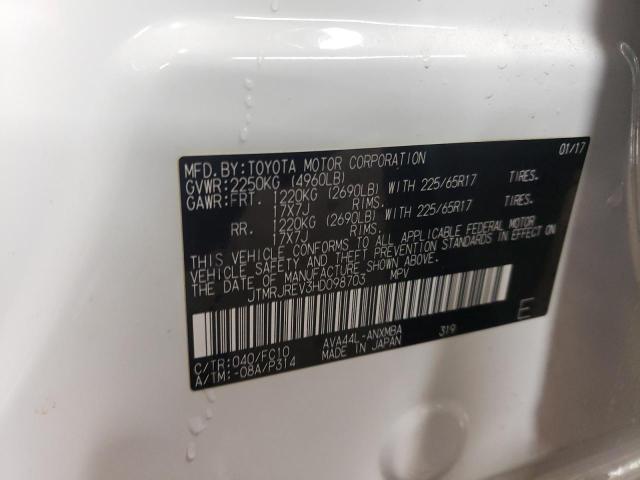 MFD. BY: TOYOTA MOTOR CORPORATION 01/17
GVWR: 2250KG (4960LB)
GAWR: FRT. 1220KG (2690LB) WITH 225/65R17 TIRES.
17X7J RIMS.
RR. 1220KG (2690LB) WITH 225/65R17 TIRES.
17X7J RIMS.
THIS VEHICLE CONFORMS TO ALL APPLICABLE FEDERAL MOTOR
VEHICLE SAFETY AND THEFT PREVENTION STANDARDS IN EFFECT ON
THE DATE OF MANUFACTURE SHOWN ABOVE.
JTMRJREV3HD098703 MPV
E
C/TR: 040/FC10 AVA44L-ANXMBA 319
A/TM: -08A/P314 MADE IN JAPAN